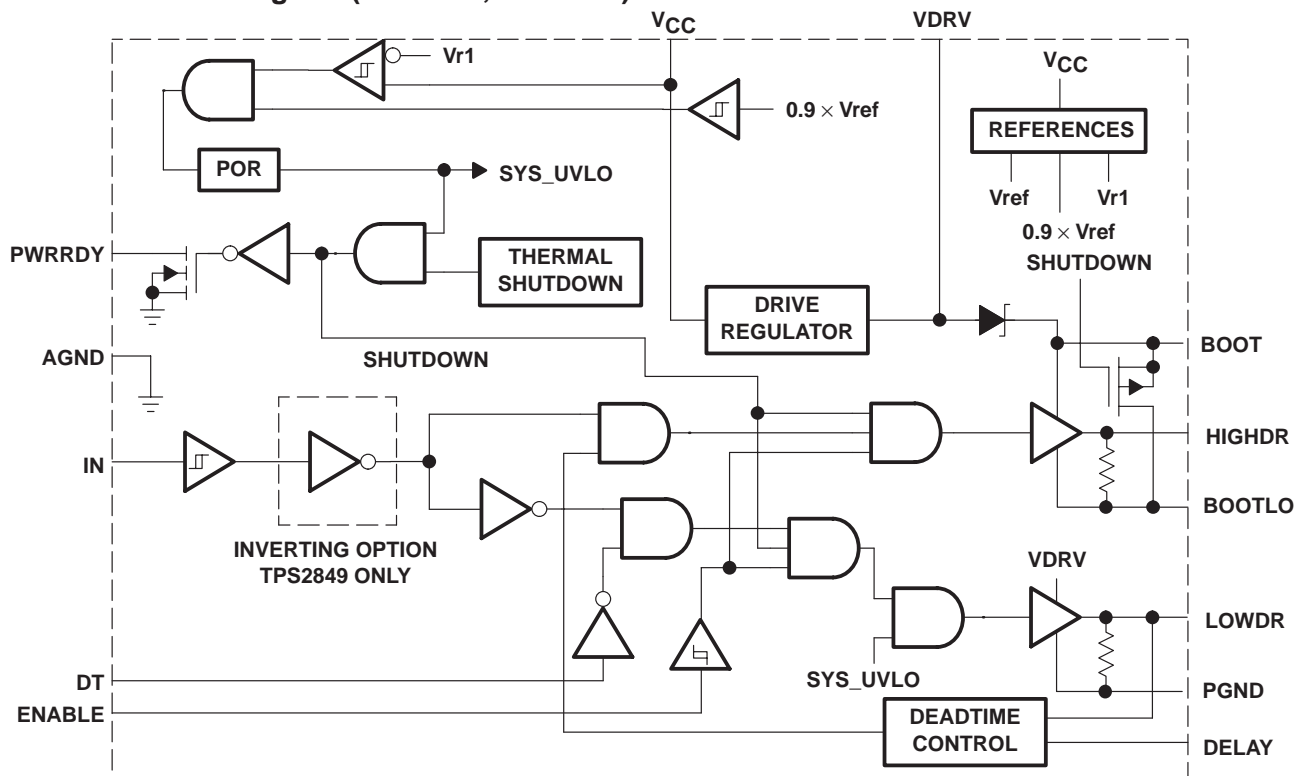 VCC
VDRV
Vr1
VCC
0.9 × Vref
REFERENCES
POR
SYS_UVLO
Vref
Vr1
0.9 × Vref
PWRRDY
THERMAL
SHUTDOWN
SHUTDOWN
DRIVE
REGULATOR
BOOT
AGND
SHUTDOWN
HIGHDR
IN
BOOTLO
INVERTING OPTION
TPS2849 ONLY
VDRV
LOWDR
DT
SYS_UVLO
PGND
ENABLE
DEADTIME
CONTROL
DELAY